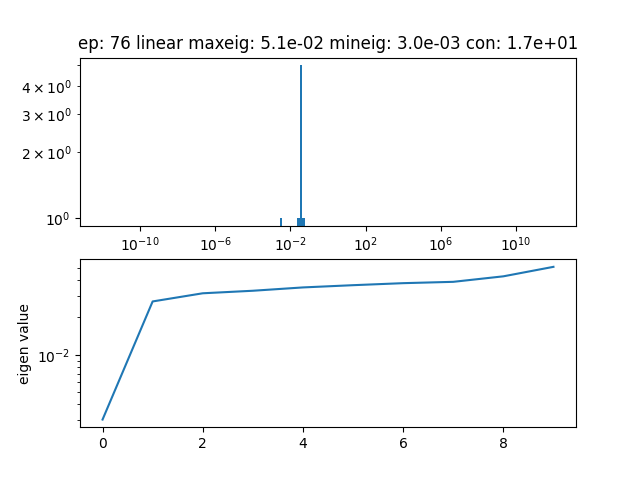 ep: 76 linear maxeig: 5.1e-02 mineig: 3.0e-03 con: 1.7e+01
4 × 10⁰
3 × 10⁰
2 × 10⁰
10⁰
10⁻¹⁰ 10⁻⁶ 10⁻² 10² 10⁶ 10¹⁰
eigen value
10⁻²
0 2 4 6 8